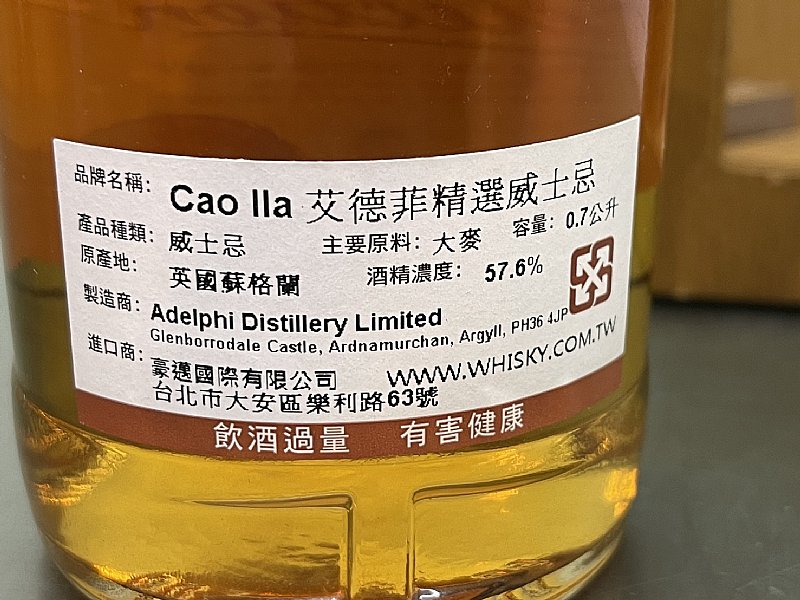 品牌名稱: Cao Ila 艾德菲精選威士忌
產品種類: 威士忌 主要原料: 大麥 容量: 0.7公升
原產地: 英國蘇格蘭 酒精濃度: 57.6%
製造商: Adelphi Distillery Limited
Glenborrodale Castle, Ardnamurchan, Argyll, PH36 4JP
進口商: 豪邁國際有限公司 WWW.WHISKY.COM.TW
台北市大安區樂利路63號
飲酒過量 有害健康